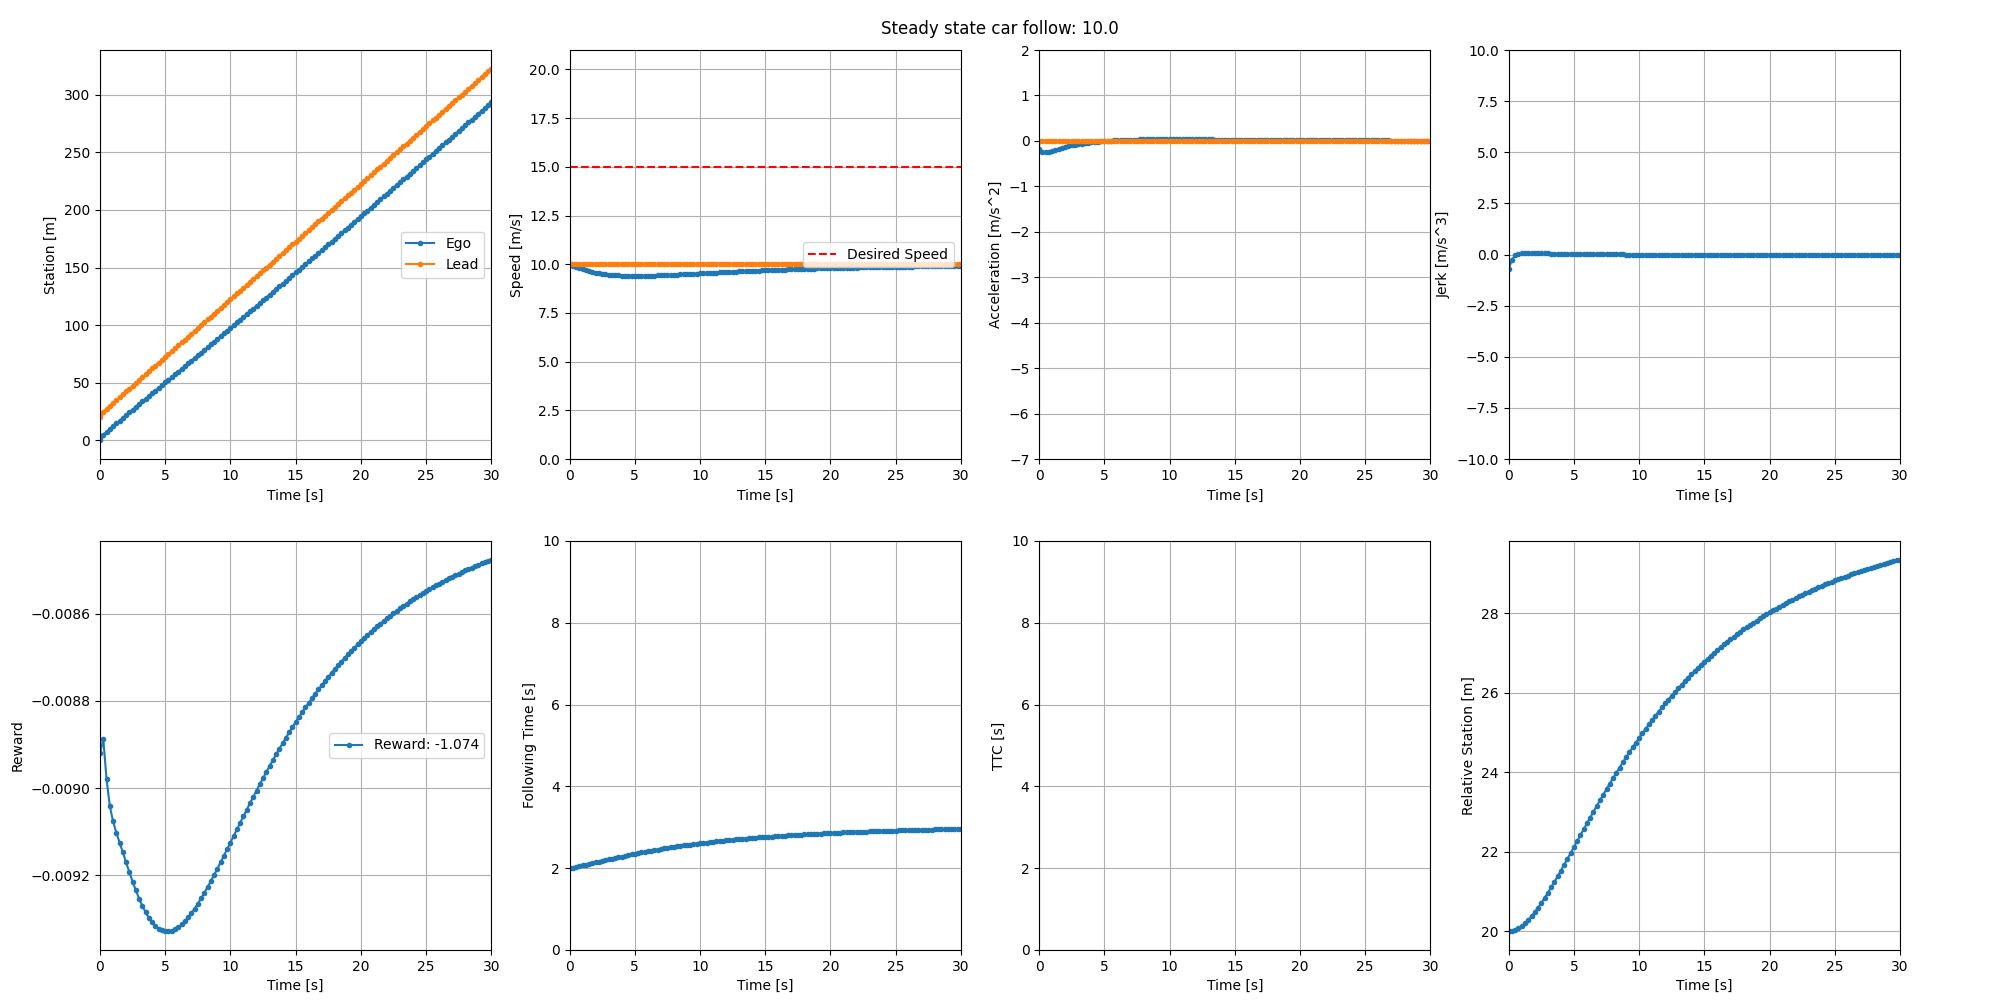 Steady state car follow: 10.0
Station [m]
300
250
200
150
100
50
0
Ego
Lead
0 5 10 15 20 25 30
Time [s]
Speed [m/s]
20.0
17.5
15.0
12.5
10.0
7.5
5.0
2.5
0.0
Desired Speed
0 5 10 15 20 25 30
Time [s]
Acceleration [m/s^2]
2
1
0
−1
−2
−3
−4
−5
−6
−7
0 5 10 15 20 25 30
Time [s]
Jerk [m/s^3]
10.0
7.5
5.0
2.5
0.0
−2.5
−5.0
−7.5
−10.0
0 5 10 15 20 25 30
Time [s]
Reward
−0.0086
−0.0088
−0.0090
−0.0092
Reward: -1.074
0 5 10 15 20 25 30
Time [s]
Following Time [s]
10
8
6
4
2
0
0 5 10 15 20 25 30
Time [s]
TTC [s]
10
8
6
4
2
0
0 5 10 15 20 25 30
Time [s]
Relative Station [m]
28
26
24
22
20
0 5 10 15 20 25 30
Time [s]